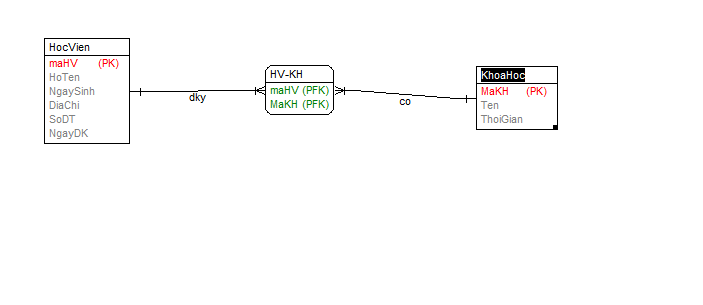 HocVien
maHV (PK)
HoTen
NgaySinh
DiaChi
SoDT
NgayDK
dky
HV-KH
maHV (PFK)
MaKH (PFK)
co
KhoaHoc
MaKH (PK)
Ten
ThoiGian